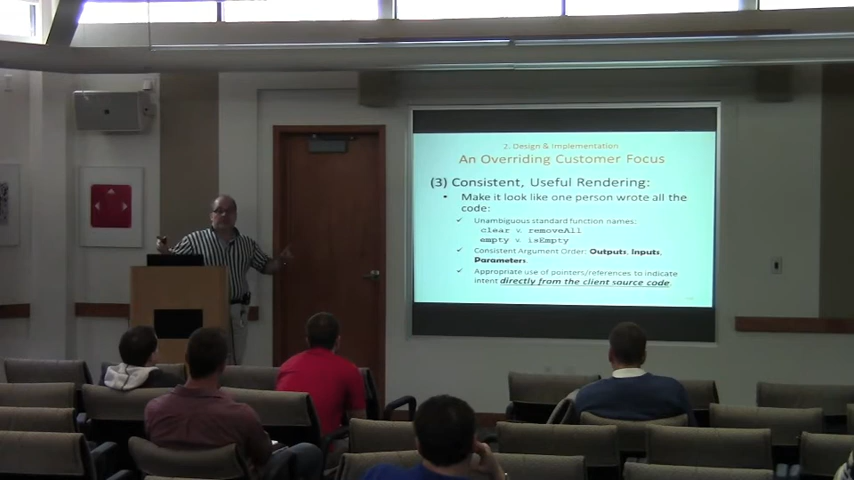 2. Design & Implementation
An Overriding Customer Focus
(3) Consistent, Useful Rendering:
• Make it look like one person wrote all the
code:
✓ Unambiguous standard function names:
clear v. removeAll
empty v. isEmpty
✓ Consistent Argument Order: Outputs, Inputs,
Parameters.
✓ Appropriate use of pointers/references to indicate
intent directly from the client source code.